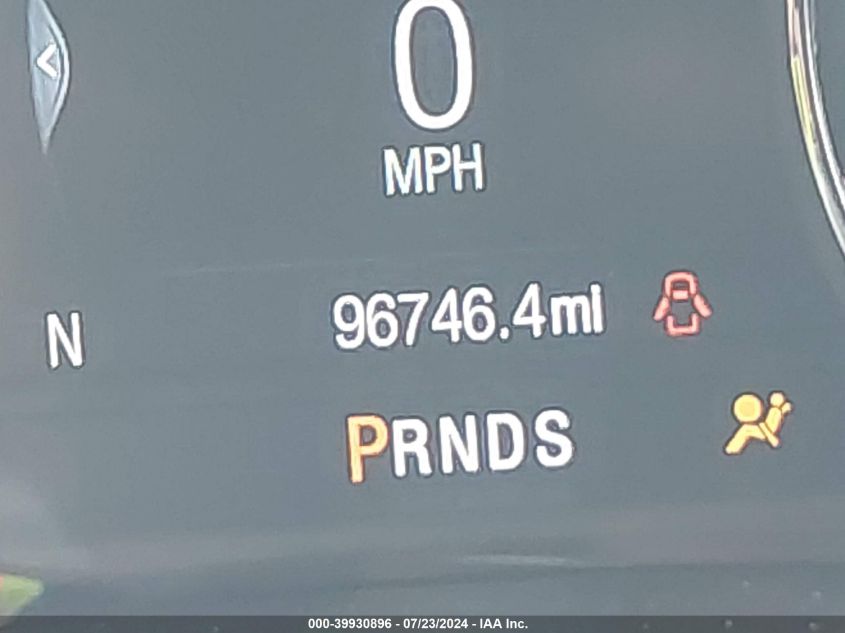 0
MPH
N
96746.4mi
PRNDS
000-39930896 - 07/23/2024 - IAA Inc.